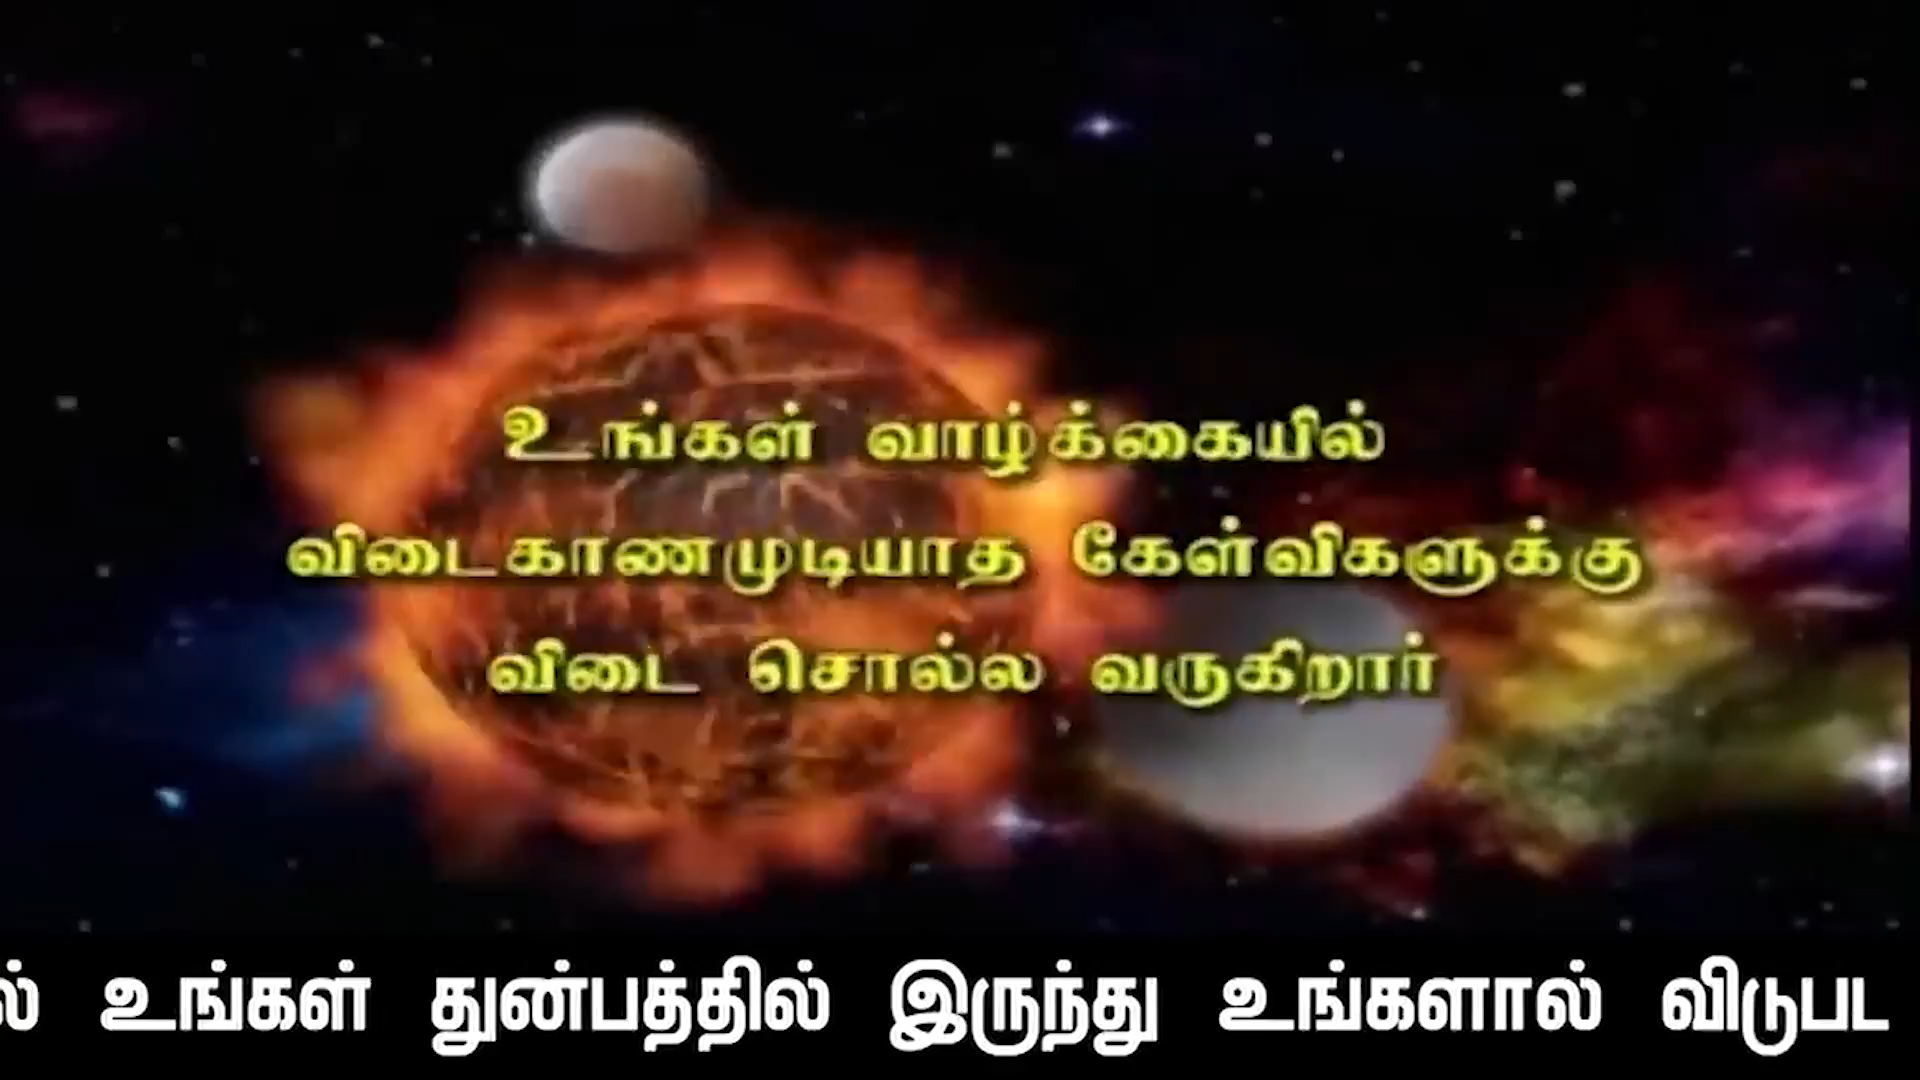 உங்கள் வாழ்க்கையில்
விடைகாணமுடியாத கேள்விகளுக்கு
விடை சொல்ல வருகிறார்
உங்கள் துன்பத்தில் இருந்து உங்களால் விடுபட